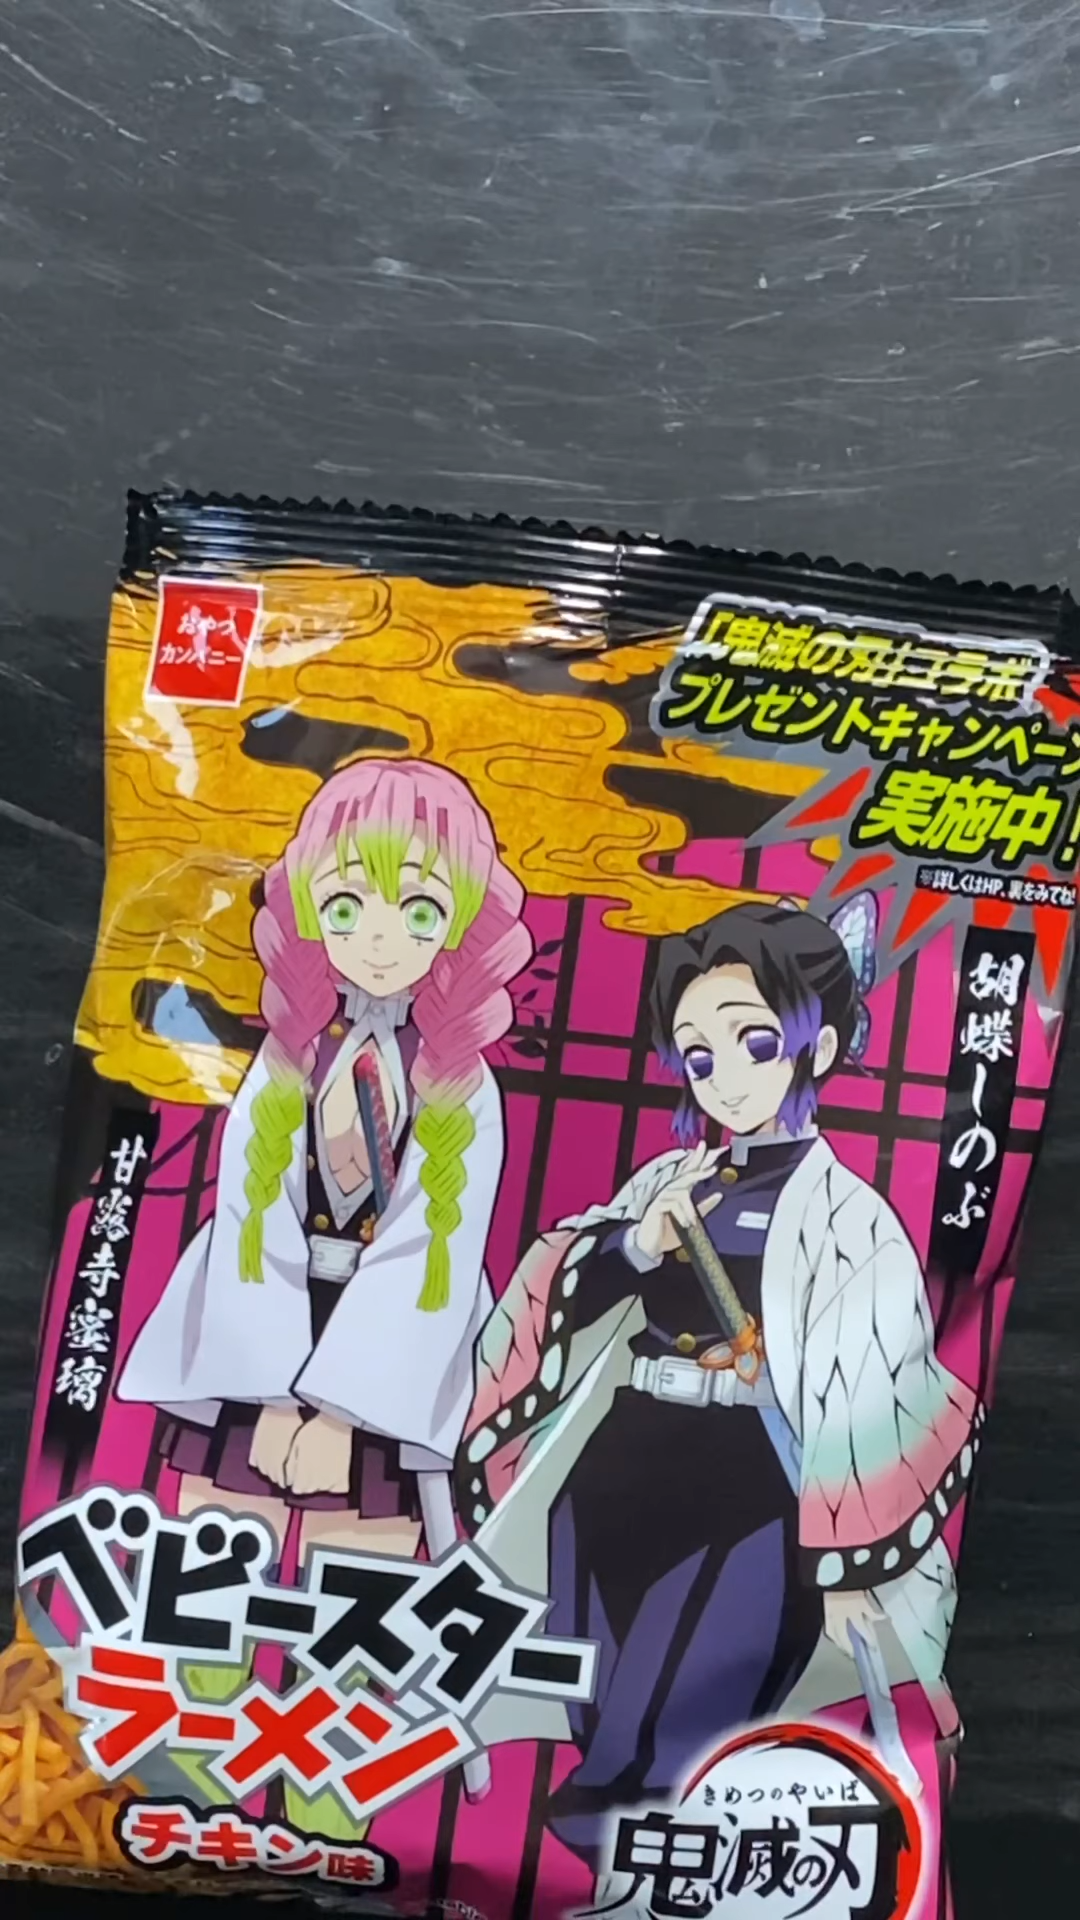 おやつ
カンパニー
「鬼滅の刃」コラボ
プレゼントキャンペーン
実施中!
※詳しくはHP、裏をみてね!
胡蝶しのぶ
甘露寺蜜璃
ベビースター
ラーメン
チキン味
きめつのやいば
鬼滅の刃